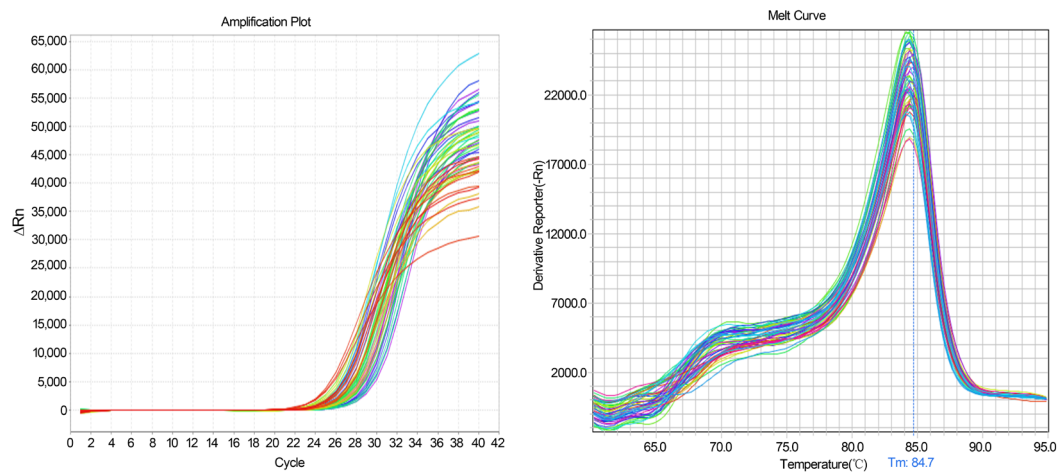 Amplification Plot
65,000
60,000
55,000
50,000
45,000
40,000
35,000
30,000
25,000
20,000
15,000
10,000
5,000
0
ΔRn
0 2 4 6 8 10 12 14 16 18 20 22 24 26 28 30 32 34 36 38 40 42
Cycle
Melt Curve
22000.0
17000.0
12000.0
7000.0
2000.0
Derivative Reporter(-Rn)
65.0 70.0 75.0 80.0 85.0 90.0 95.0
Temperature(℃) Tm: 84.7